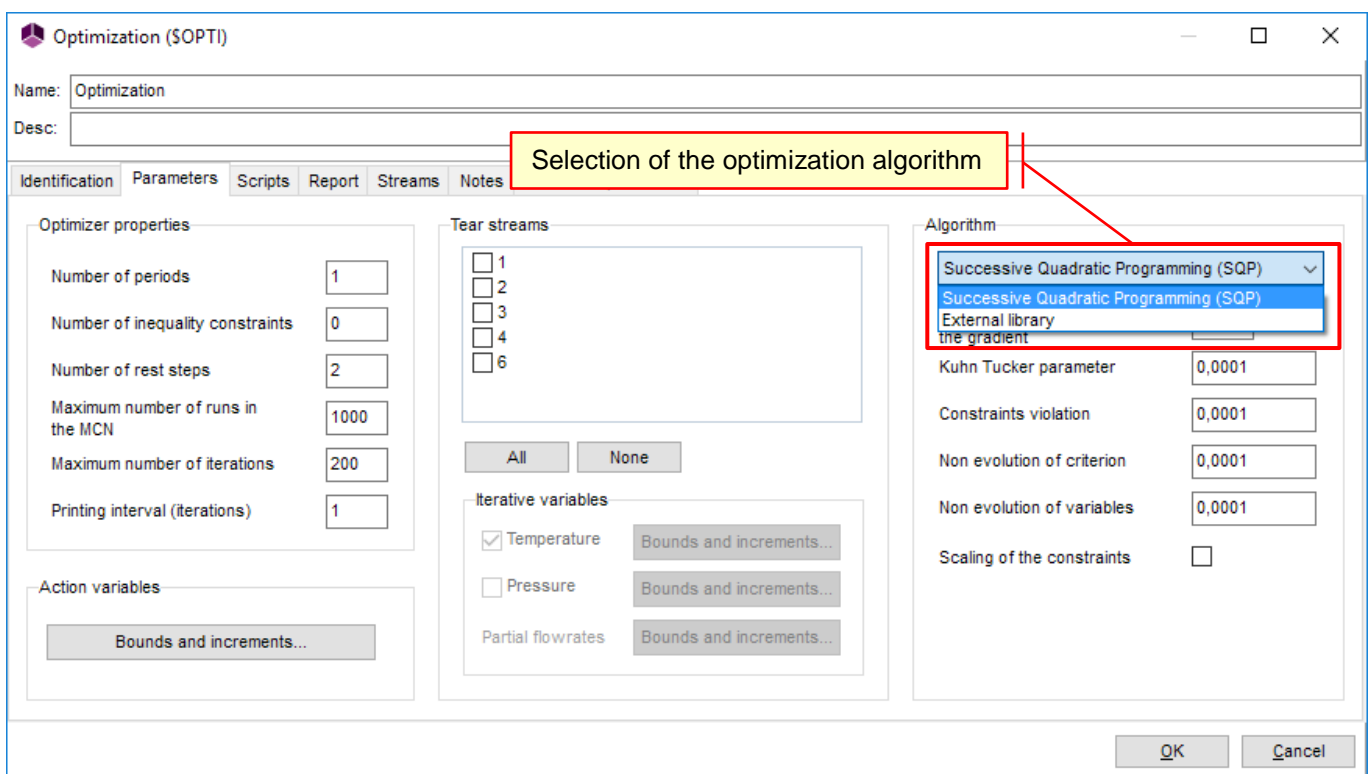 Optimization ($OPTI)
Name: Optimization
Desc:
Selection of the optimization algorithm
Identification Parameters Scripts Report Streams Notes
Optimizer properties
Number of periods 1
Number of inequality constraints 0
Number of rest steps 2
Maximum number of runs in
the MCN 1000
Maximum number of iterations 200
Printing interval (iterations) 1
Action variables
Bounds and increments...
Tear streams
1
2
3
4
6
All None
Iterative variables
Temperature Bounds and increments...
Pressure Bounds and increments...
Partial flowrates Bounds and increments...
Algorithm
Successive Quadratic Programming (SQP)
Successive Quadratic Programming (SQP)
External library
the gradient
Kuhn Tucker parameter 0,0001
Constraints violation 0,0001
Non evolution of criterion 0,0001
Non evolution of variables 0,0001
Scaling of the constraints
OK Cancel